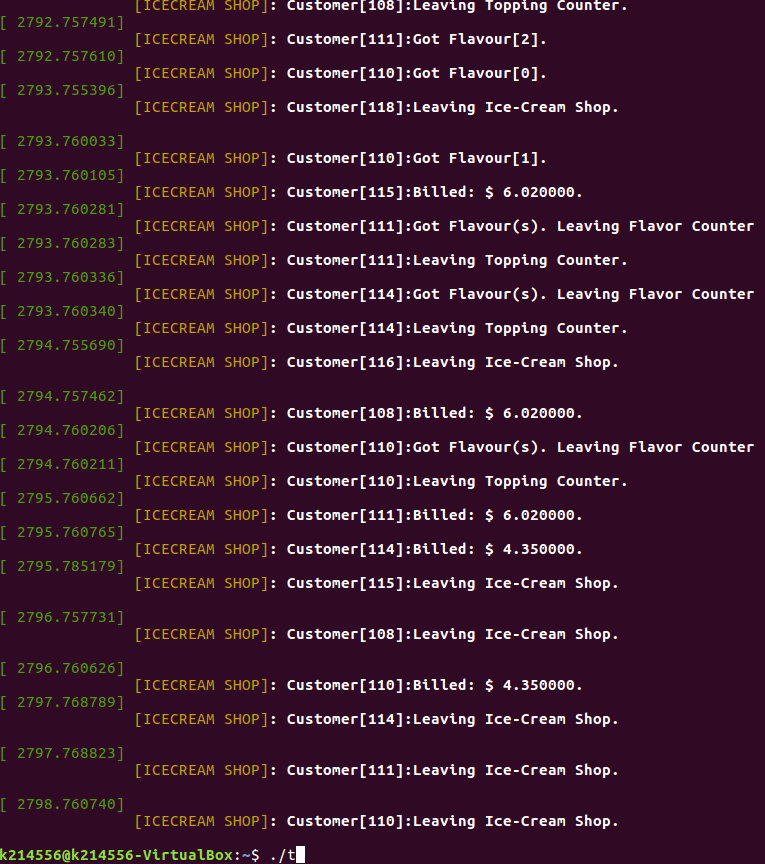 [ICECREAM SHOP]: Customer[108]:Leaving Topping Counter.
[ 2792.757491]
[ICECREAM SHOP]: Customer[111]:Got Flavour[2].
[ 2792.757610]
[ICECREAM SHOP]: Customer[110]:Got Flavour[0].
[ 2793.755396]
[ICECREAM SHOP]: Customer[118]:Leaving Ice-Cream Shop.
[ 2793.760033]
[ICECREAM SHOP]: Customer[110]:Got Flavour[1].
[ 2793.760105]
[ICECREAM SHOP]: Customer[115]:Billed: $ 6.020000.
[ 2793.760281]
[ICECREAM SHOP]: Customer[111]:Got Flavour(s). Leaving Flavor Counter
[ 2793.760283]
[ICECREAM SHOP]: Customer[111]:Leaving Topping Counter.
[ 2793.760336]
[ICECREAM SHOP]: Customer[114]:Got Flavour(s). Leaving Flavor Counter
[ 2793.760340]
[ICECREAM SHOP]: Customer[114]:Leaving Topping Counter.
[ 2794.755690]
[ICECREAM SHOP]: Customer[116]:Leaving Ice-Cream Shop.
[ 2794.757462]
[ICECREAM SHOP]: Customer[108]:Billed: $ 6.020000.
[ 2794.760206]
[ICECREAM SHOP]: Customer[110]:Got Flavour(s). Leaving Flavor Counter
[ 2794.760211]
[ICECREAM SHOP]: Customer[110]:Leaving Topping Counter.
[ 2795.760662]
[ICECREAM SHOP]: Customer[111]:Billed: $ 6.020000.
[ 2795.760765]
[ICECREAM SHOP]: Customer[114]:Billed: $ 4.350000.
[ 2795.785179]
[ICECREAM SHOP]: Customer[115]:Leaving Ice-Cream Shop.
[ 2796.757731]
[ICECREAM SHOP]: Customer[108]:Leaving Ice-Cream Shop.
[ 2796.760626]
[ICECREAM SHOP]: Customer[110]:Billed: $ 4.350000.
[ 2797.768789]
[ICECREAM SHOP]: Customer[114]:Leaving Ice-Cream Shop.
[ 2797.768823]
[ICECREAM SHOP]: Customer[111]:Leaving Ice-Cream Shop.
[ 2798.760740]
[ICECREAM SHOP]: Customer[110]:Leaving Ice-Cream Shop.
k214556@k214556-VirtualBox:~$ ./t